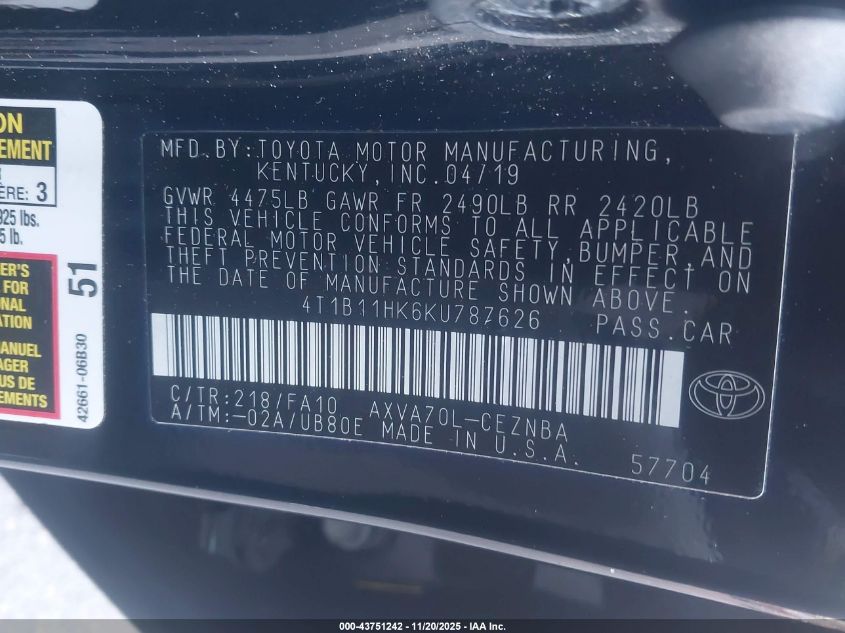 ON
EMENT
ÈRE: 3
925 lbs.
5 lb.
ER'S
FOR
ONAL
TION
MANUEL
AGER
US DE
EMENTS
51
42661-06B30
MFD.BY:TOYOTA MOTOR MANUFACTURING,
KENTUCKY,INC.04/19
GVWR 4475LB GAWR FR 2490LB RR 2420LB
THIS VEHICLE CONFORMS TO ALL APPLICABLE
FEDERAL MOTOR VEHICLE SAFETY,BUMPER,AND
THEFT PREVENTION STANDARDS IN EFFECT ON
THE DATE OF MANUFACTURE SHOWN ABOVE.
4T1B11HK6KU787626 PASS.CAR
C/TR:218/FA10 AXVA70L-CEZNBA
A/TM:-02A/UB80E MADE IN U.S.A.
57704
000-43751242 - 11/20/2025 - IAA Inc.